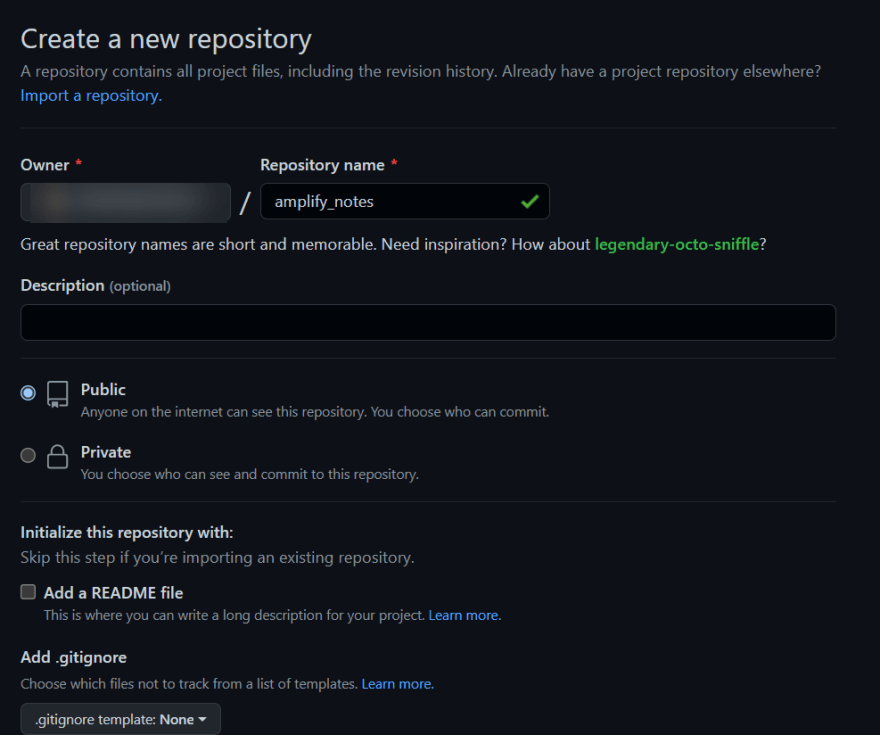 Create a new repository
A repository contains all project files, including the revision history. Already have a project repository elsewhere?
Import a repository.
Owner * Repository name *
/ amplify_notes
Great repository names are short and memorable. Need inspiration? How about legendary-octo-sniffle?
Description (optional)
Public
Anyone on the internet can see this repository. You choose who can commit.
Private
You choose who can see and commit to this repository.
Initialize this repository with:
Skip this step if you’re importing an existing repository.
Add a README file
This is where you can write a long description for your project. Learn more.
Add .gitignore
Choose which files not to track from a list of templates. Learn more.
.gitignore template: None